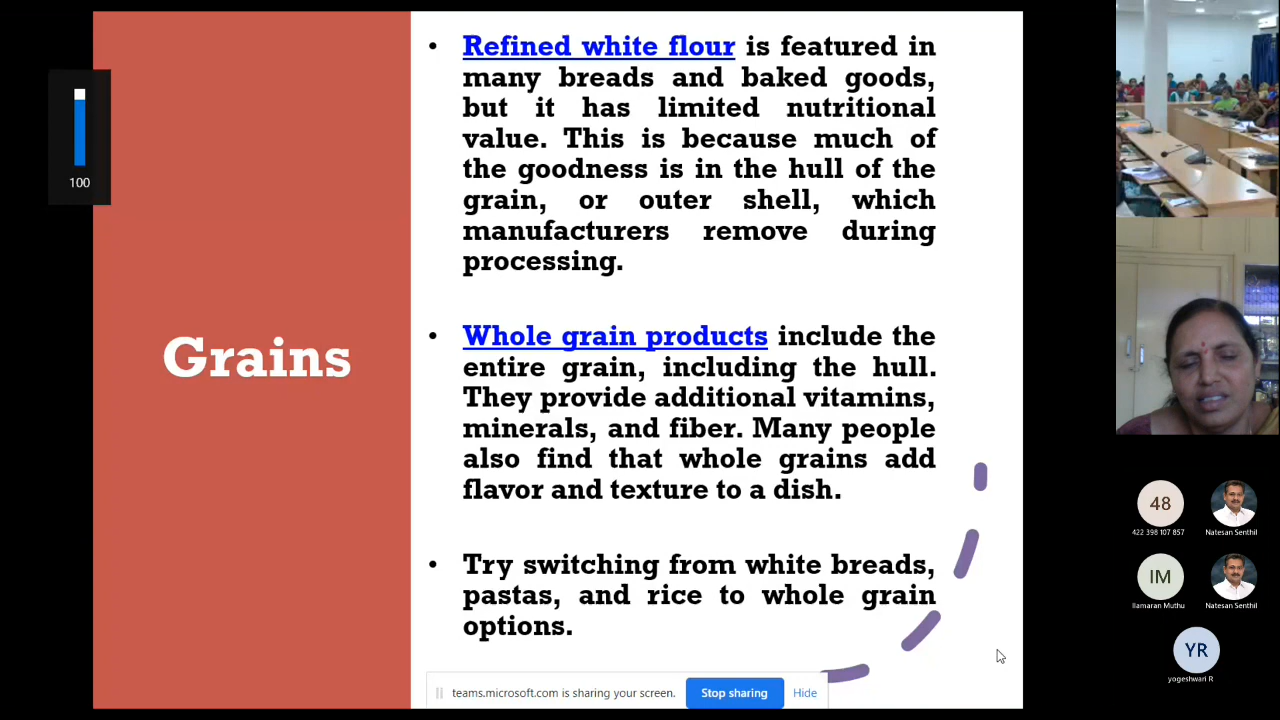 100
Grains
• Refined white flour is featured in
many breads and baked goods,
but it has limited nutritional
value. This is because much of
the goodness is in the hull of the
grain, or outer shell, which
manufacturers remove during
processing.
• Whole grain products include the
entire grain, including the hull.
They provide additional vitamins,
minerals, and fiber. Many people
also find that whole grains add
flavor and texture to a dish.
• Try switching from white breads,
pastas, and rice to whole grain
options.
teams.microsoft.com is sharing your screen. Stop sharing Hide
48
422 398 107 857
Natesan Senthil
IM
Ilamaran Muthu
Natesan Senthil
YR
yogeshwari R